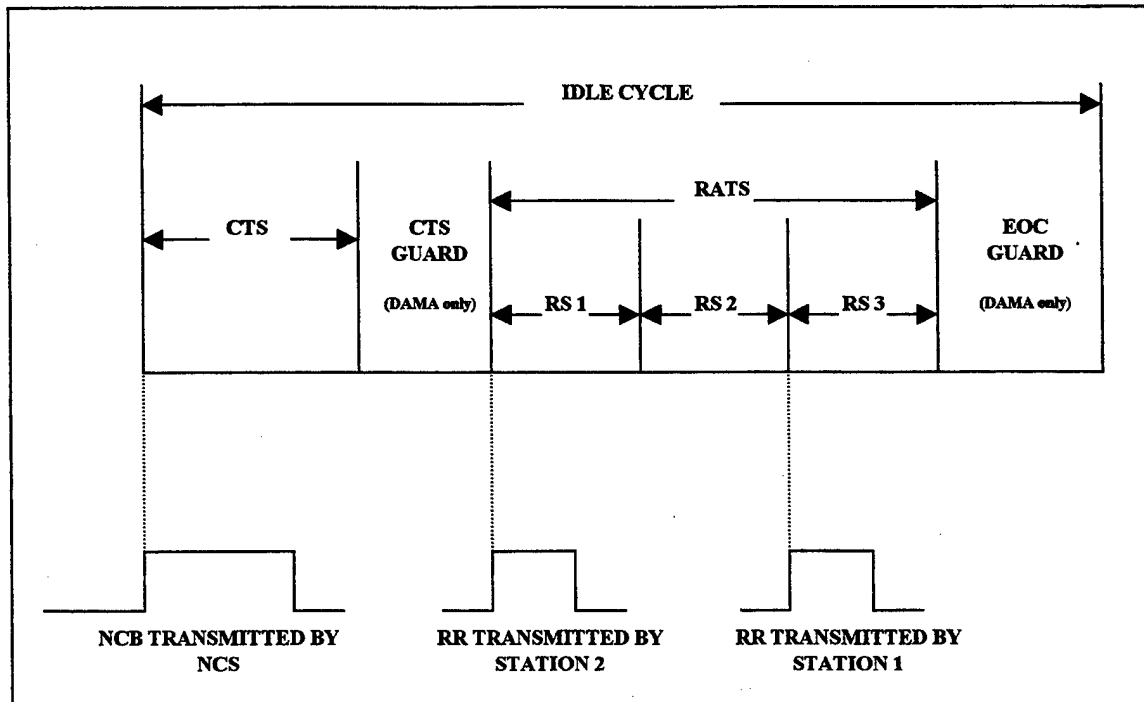 IDLE CYCLE
RATS
CTS
CTS
GUARD
(DAMA only)
EOC
GUARD
(DAMA only)
RS 1
RS 2
RS 3
NCB TRANSMITTED BY
NCS
RR TRANSMITTED BY
STATION 2
RR TRANSMITTED BY
STATION 1